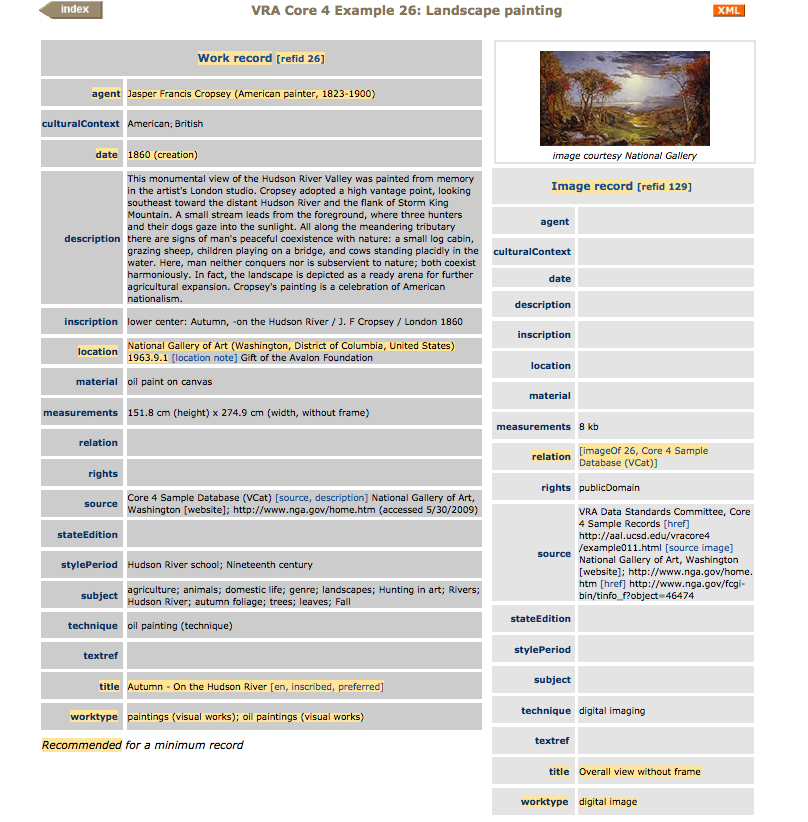 index
VRA Core 4 Example 26: Landscape painting
XML
Work record [refid 26]
agent Jasper Francis Cropsey (American painter, 1823-1900)
culturalContext American; British
date 1860 (creation)
description This monumental view of the Hudson River Valley was painted from memory
in the artist's London studio. Cropsey adopted a high vantage point, looking
southeast toward the distant Hudson River and the flank of Storm King
Mountain. A small stream leads from the foreground, where three hunters
and their dogs gaze into the sunlight. All along the meandering tributary
there are signs of man's peaceful coexistence with nature: a small log cabin,
grazing sheep, children playing on a bridge, and cows standing placidly in the
water. Here, man neither conquers nor is subservient to nature; both coexist
harmoniously. In fact, the landscape is depicted as a ready arena for further
agricultural expansion. Cropsey's painting is a celebration of American
nationalism.
inscription lower center: Autumn, -on the Hudson River / J. F Cropsey / London 1860
location National Gallery of Art (Washington, District of Columbia, United States)
1963.9.1 [location note] Gift of the Avalon Foundation
material oil paint on canvas
measurements 151.8 cm (height) x 274.9 cm (width, without frame)
relation
rights
source Core 4 Sample Database (VCat) [source, description] National Gallery of Art,
Washington [website]; http://www.nga.gov/home.htm (accessed 5/30/2009)
stateEdition
stylePeriod Hudson River school; Nineteenth century
subject agriculture; animals; domestic life; genre; landscapes; Hunting in art; Rivers;
Hudson River; autumn foliage; trees; leaves; Fall
technique oil painting (technique)
textref
title Autumn - On the Hudson River [en, inscribed, preferred]
worktype paintings (visual works); oil paintings (visual works)
Recommended for a minimum record
image courtesy National Gallery
Image record [refid 129]
agent
culturalContext
date
description
inscription
location
material
measurements 8 kb
relation [imageOf 26, Core 4 Sample
Database (VCat)]
rights publicDomain
source VRA Data Standards Committee, Core
4 Sample Records [href]
http://aal.ucsd.edu/vracore4
/example011.html [source image]
National Gallery of Art, Washington
[website]; http://www.nga.gov/home.
htm [href] http://www.nga.gov/fcgi-
bin/tinfo_f?object=46474
stateEdition
stylePeriod
subject
technique digital imaging
textref
title Overall view without frame
worktype digital image